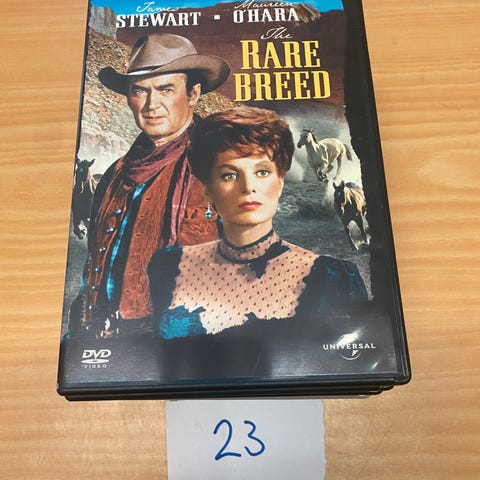 James Maureen
STEWART • O'HARA
The
RARE
BREED
DVD
VIDEO
UNIVERSAL
23